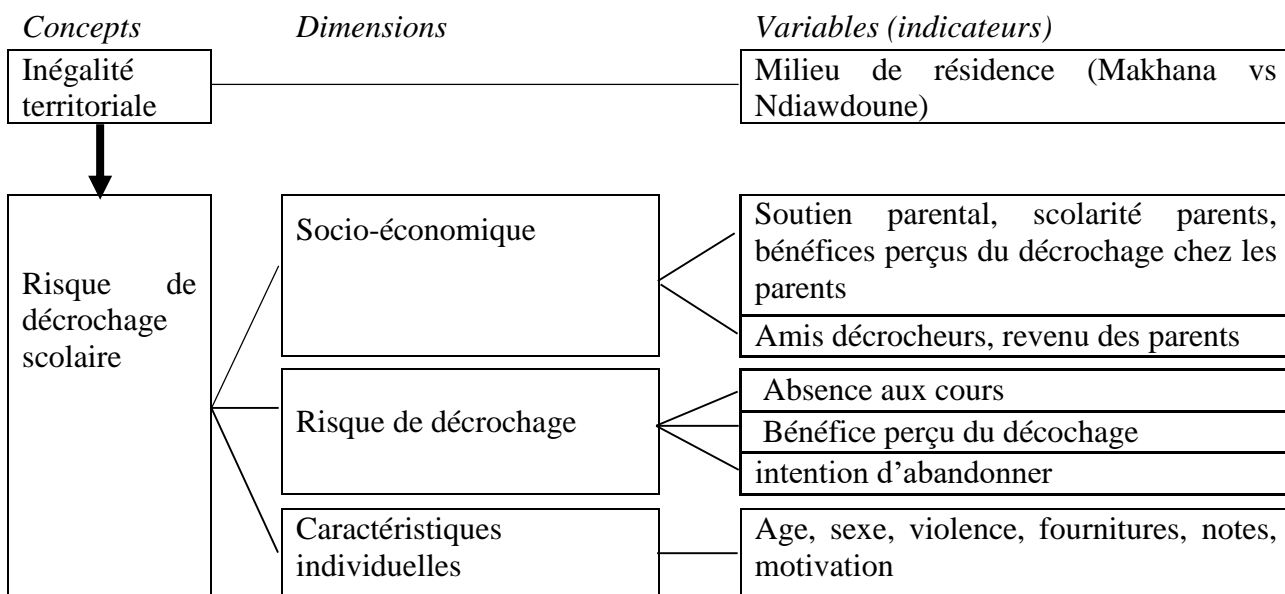 Concepts Dimensions Variables (indicateurs)
Inégalité
territoriale
Milieu de résidence (Makhana vs
Ndiawdoune)
Risque de
décrochage
scolaire
Socio-économique
Soutien parental, scolarité parents,
bénéfices perçus du décrochage chez les
parents
Amis décrocheurs, revenu des parents
Risque de décrochage
Absence aux cours
Bénéfice perçu du décochage
intention d'abandonner
Caractéristiques
individuelles
Age, sexe, violence, fournitures, notes,
motivation